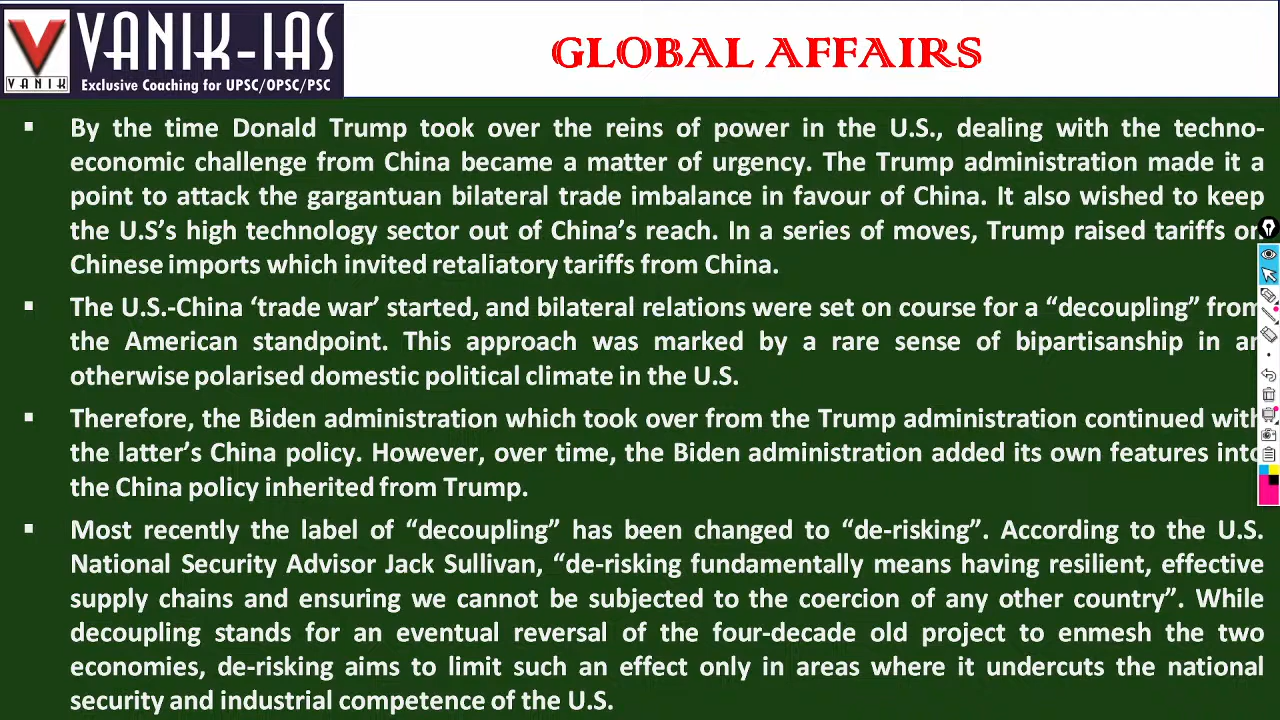 VANIK-IAS
VANIK
Exclusive Coaching for UPSC/OPSC/PSC
GLOBAL AFFAIRS
▪ By the time Donald Trump took over the reins of power in the U.S., dealing with the techno-
economic challenge from China became a matter of urgency. The Trump administration made it a
point to attack the gargantuan bilateral trade imbalance in favour of China. It also wished to keep
the U.S’s high technology sector out of China’s reach. In a series of moves, Trump raised tariffs on
Chinese imports which invited retaliatory tariffs from China.
▪ The U.S.-China ‘trade war’ started, and bilateral relations were set on course for a “decoupling” from
the American standpoint. This approach was marked by a rare sense of bipartisanship in an
otherwise polarised domestic political climate in the U.S.
▪ Therefore, the Biden administration which took over from the Trump administration continued with
the latter’s China policy. However, over time, the Biden administration added its own features into
the China policy inherited from Trump.
▪ Most recently the label of “decoupling” has been changed to “de-risking”. According to the U.S.
National Security Advisor Jack Sullivan, “de-risking fundamentally means having resilient, effective
supply chains and ensuring we cannot be subjected to the coercion of any other country”. While
decoupling stands for an eventual reversal of the four-decade old project to enmesh the two
economies, de-risking aims to limit such an effect only in areas where it undercuts the national
security and industrial competence of the U.S.